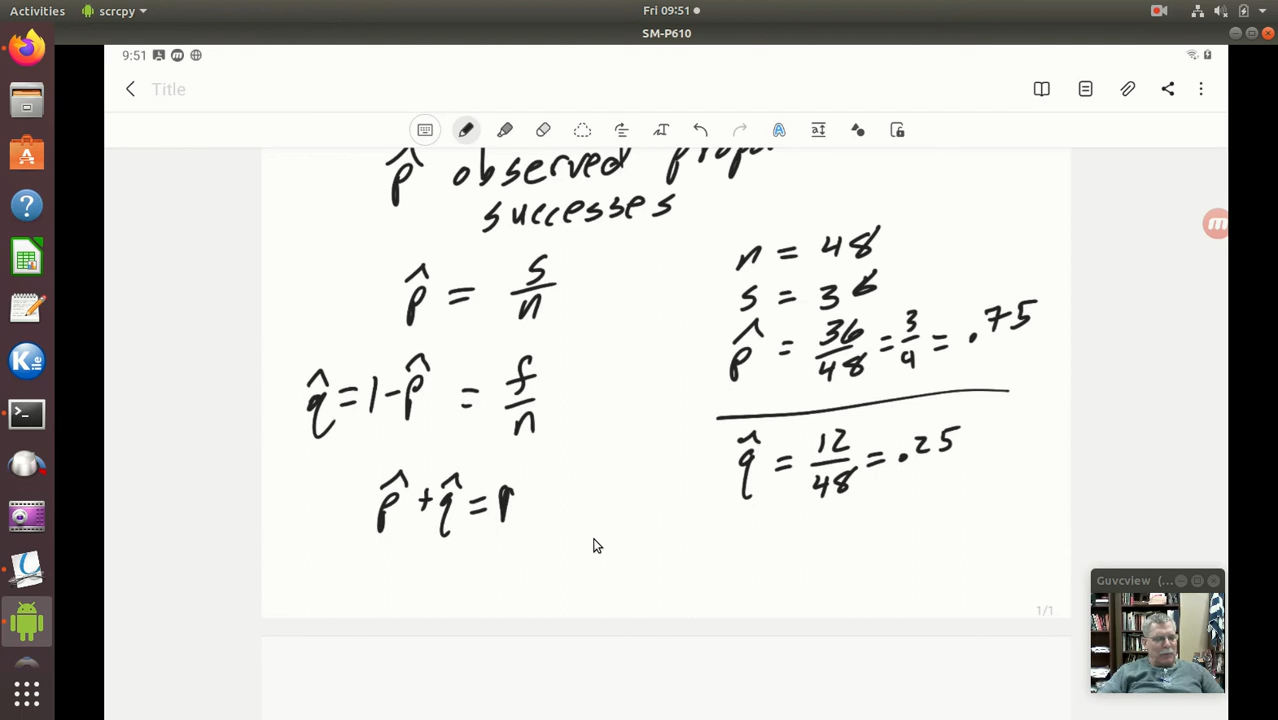 Activities scrcpy Fri 09:51
SM-P610
9:51
Title
p̂ observed
successes
p̂ = s/n
q̂ = 1 - p̂ = f/n
p̂ + q̂ = p
n = 48
s = 36
p̂ = 36/48 = 3/4 = .75
q̂ = 12/48 = .25
1/1
Guvcview (...